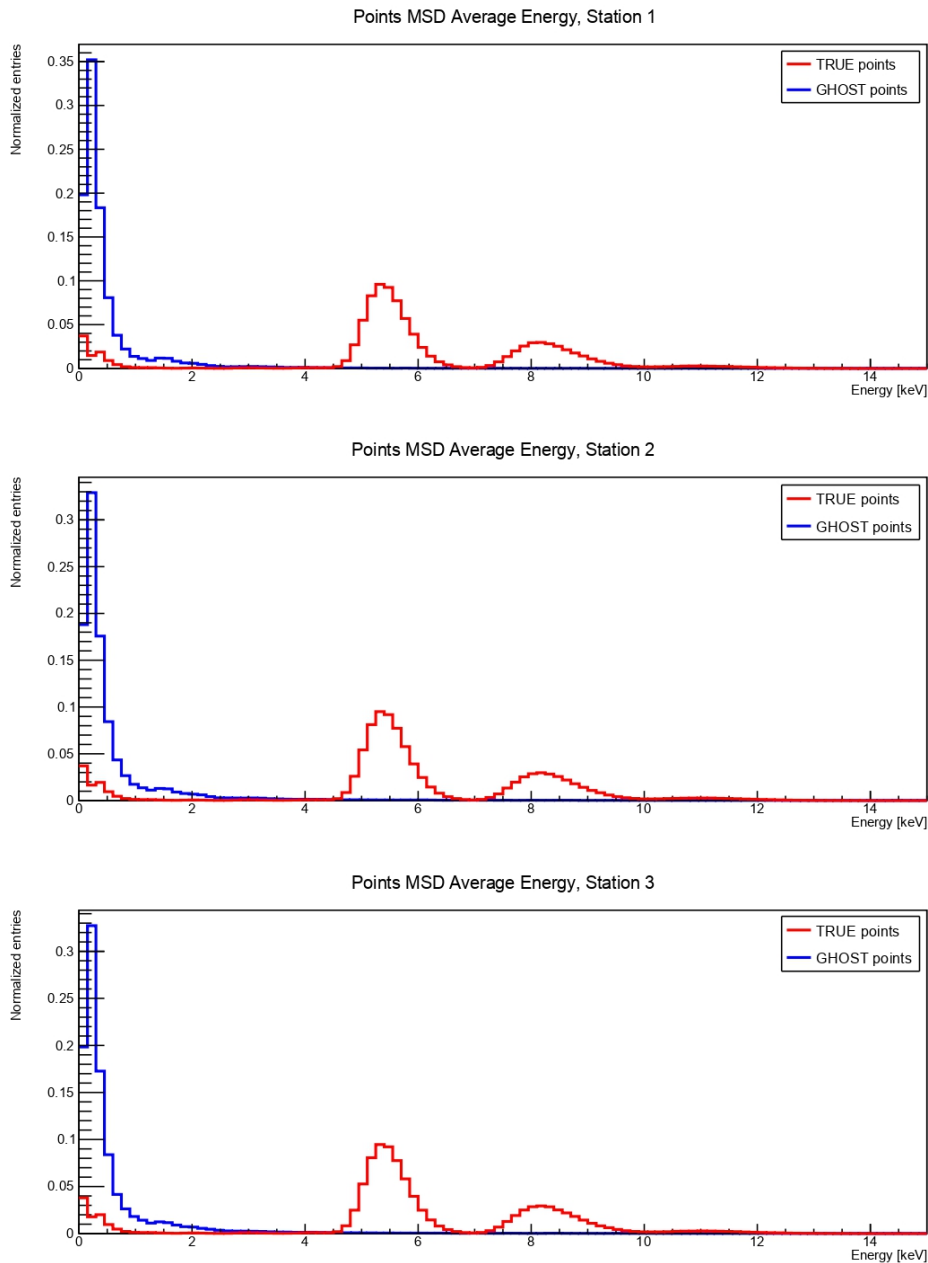 Points MSD Average Energy, Station 1
Normalized entries
TRUE points
GHOST points
0.35
0.3
0.25
0.2
0.15
0.1
0.05
0
0 2 4 6 8 10 12 14
Energy [keV]
Points MSD Average Energy, Station 2
Normalized entries
TRUE points
GHOST points
0.3
0.25
0.2
0.15
0.1
0.05
0
0 2 4 6 8 10 12 14
Energy [keV]
Points MSD Average Energy, Station 3
Normalized entries
TRUE points
GHOST points
0.3
0.25
0.2
0.15
0.1
0.05
0
0 2 4 6 8 10 12 14
Energy [keV]